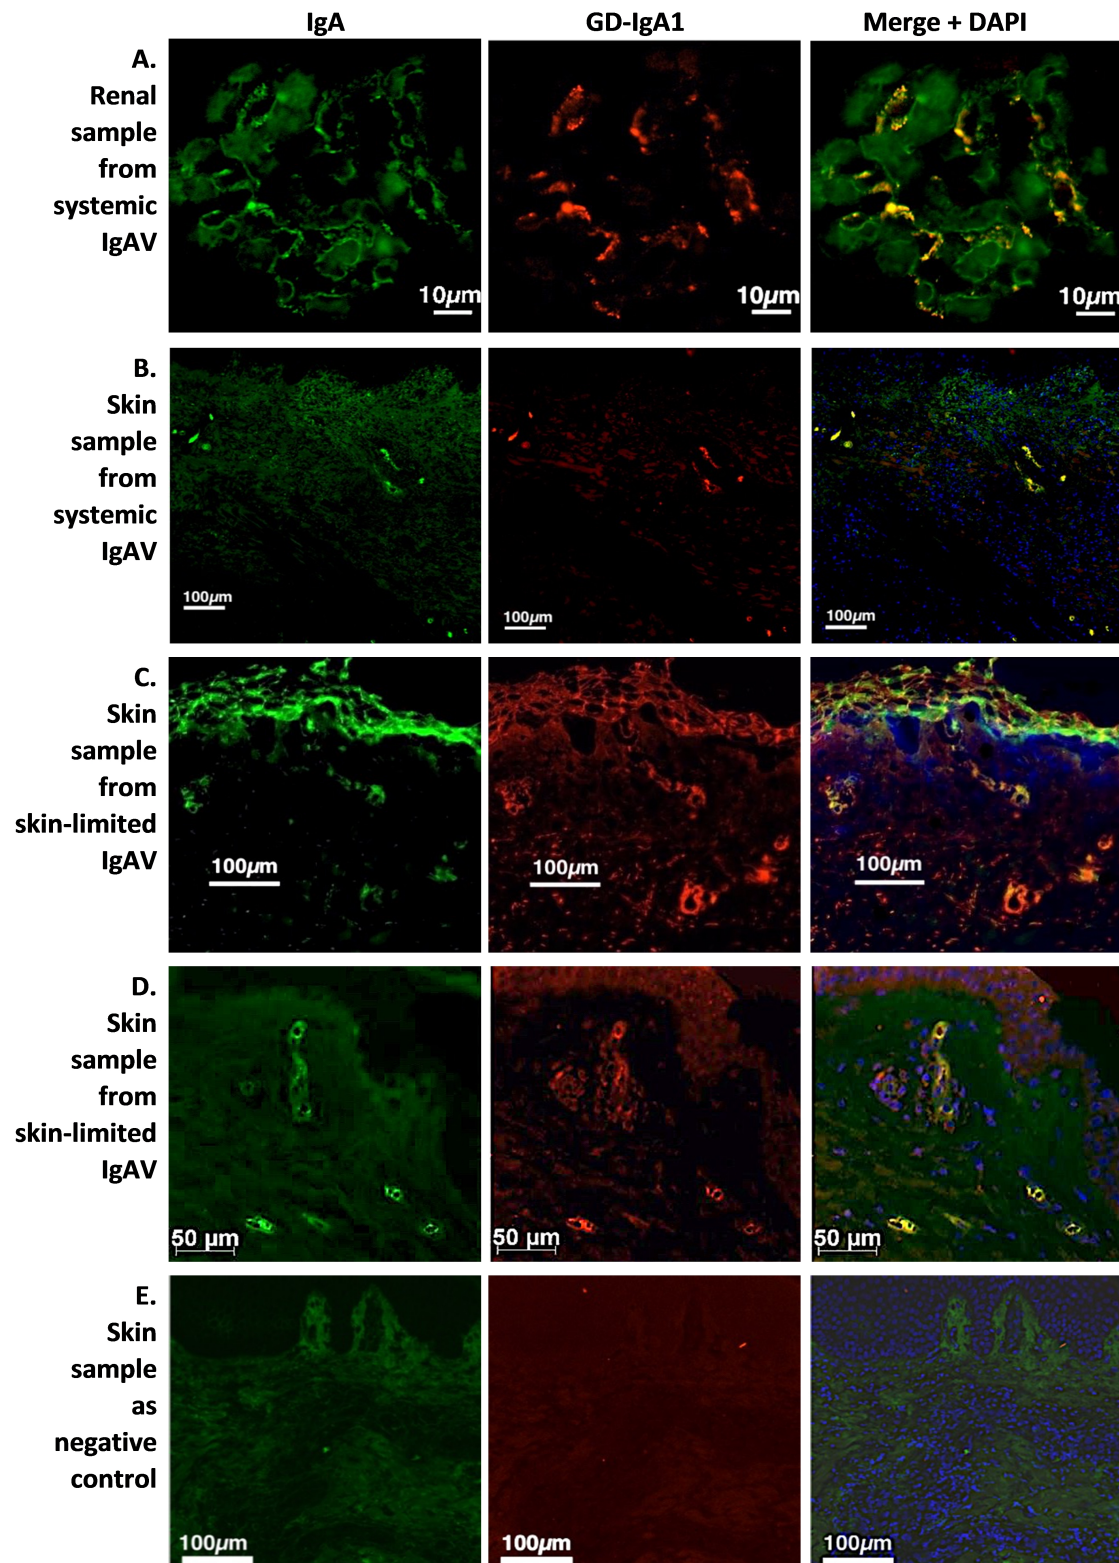 IgA GD-IgA1 Merge + DAPI
A.
Renal
sample
from
systemic
IgAV
10µm 10µm 10µm
B.
Skin
sample
from
systemic
IgAV
100µm 100µm 100µm
C.
Skin
sample
from
skin-limited
IgAV
100µm 100µm 100µm
D.
Skin
sample
from
skin-limited
IgAV
50 µm 50 µm 50 µm
E.
Skin
sample
as
negative
control
100µm 100µm 100µm